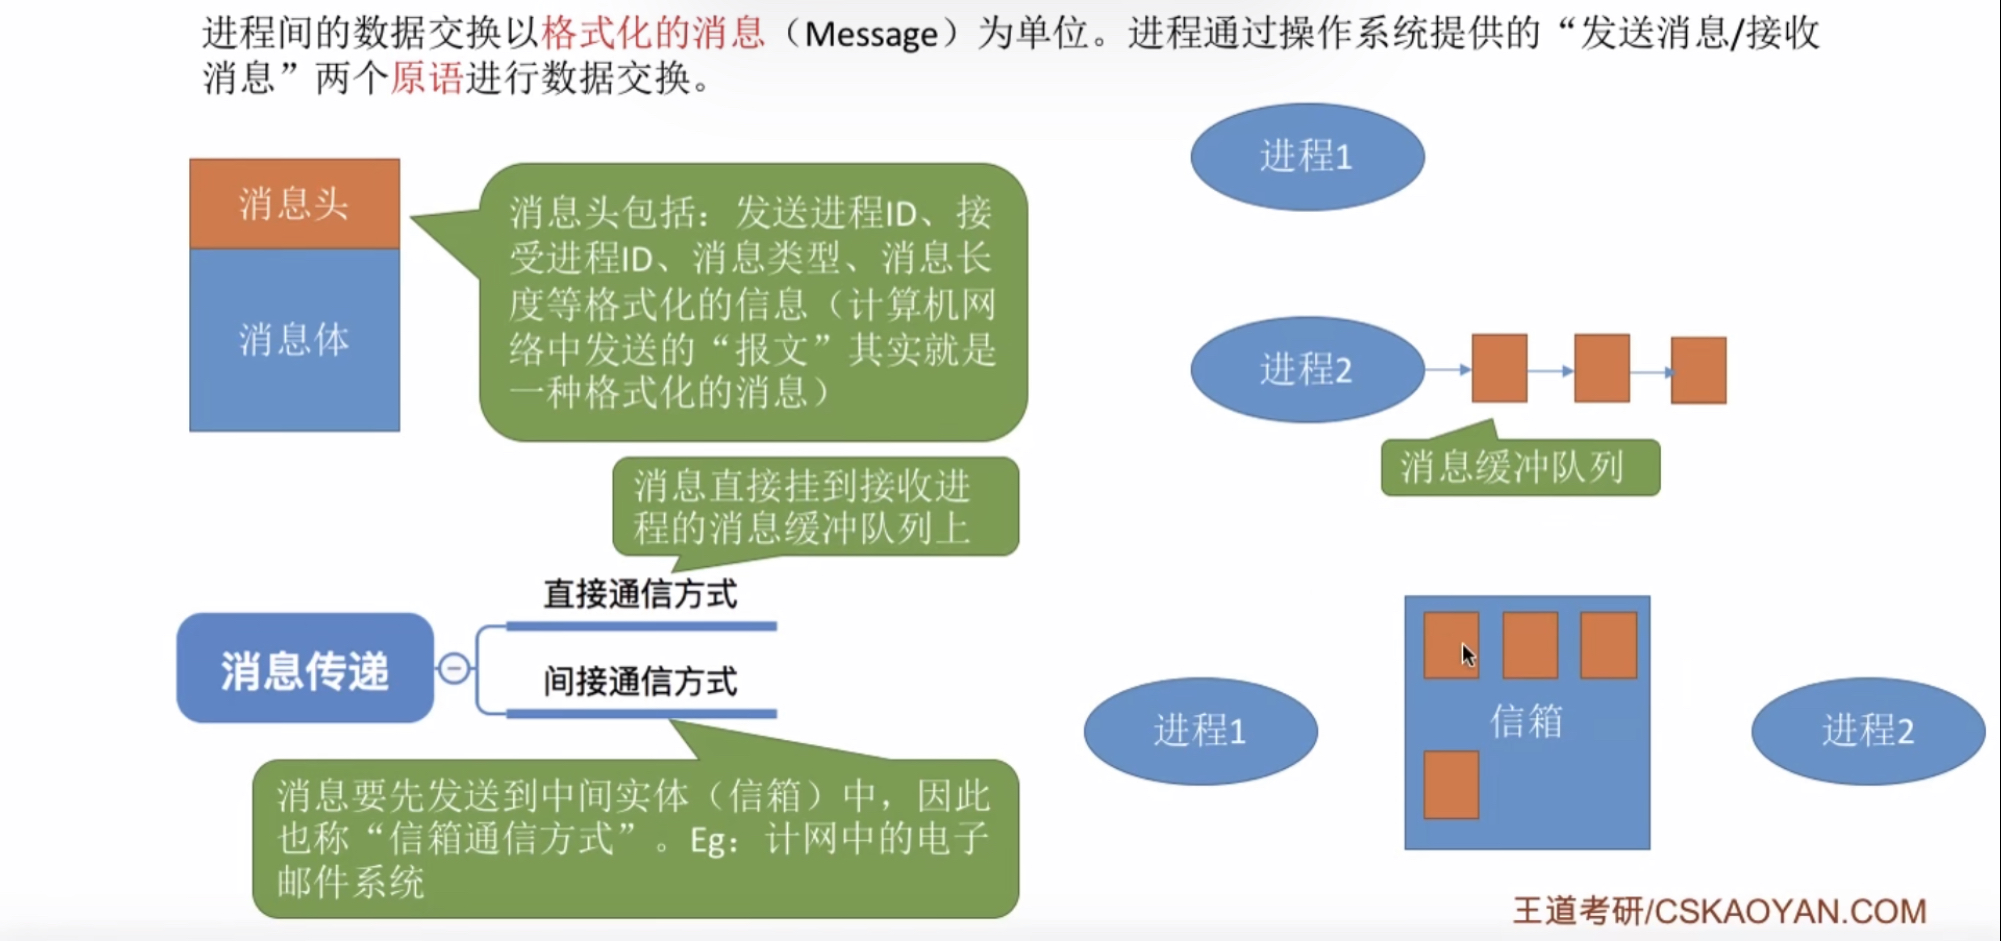 进程间的数据交换以格式化的消息（Message）为单位。进程通过操作系统提供的“发送消息/接收
消息”两个原语进行数据交换。
消息头
消息体
消息头包括：发送进程ID、接
受进程ID、消息类型、消息长
度等格式化的信息（计算机网
络中发送的“报文”其实就是
一种格式化的消息）
进程1
进程2
消息缓冲队列
消息直接挂到接收进
程的消息缓冲队列上
消息传递
直接通信方式
间接通信方式
消息要先发送到中间实体（信箱）中，因此
也称“信箱通信方式”。Eg：计网中的电子
邮件系统
进程1
信箱
进程2
王道考研/CSKAOYAN.COM